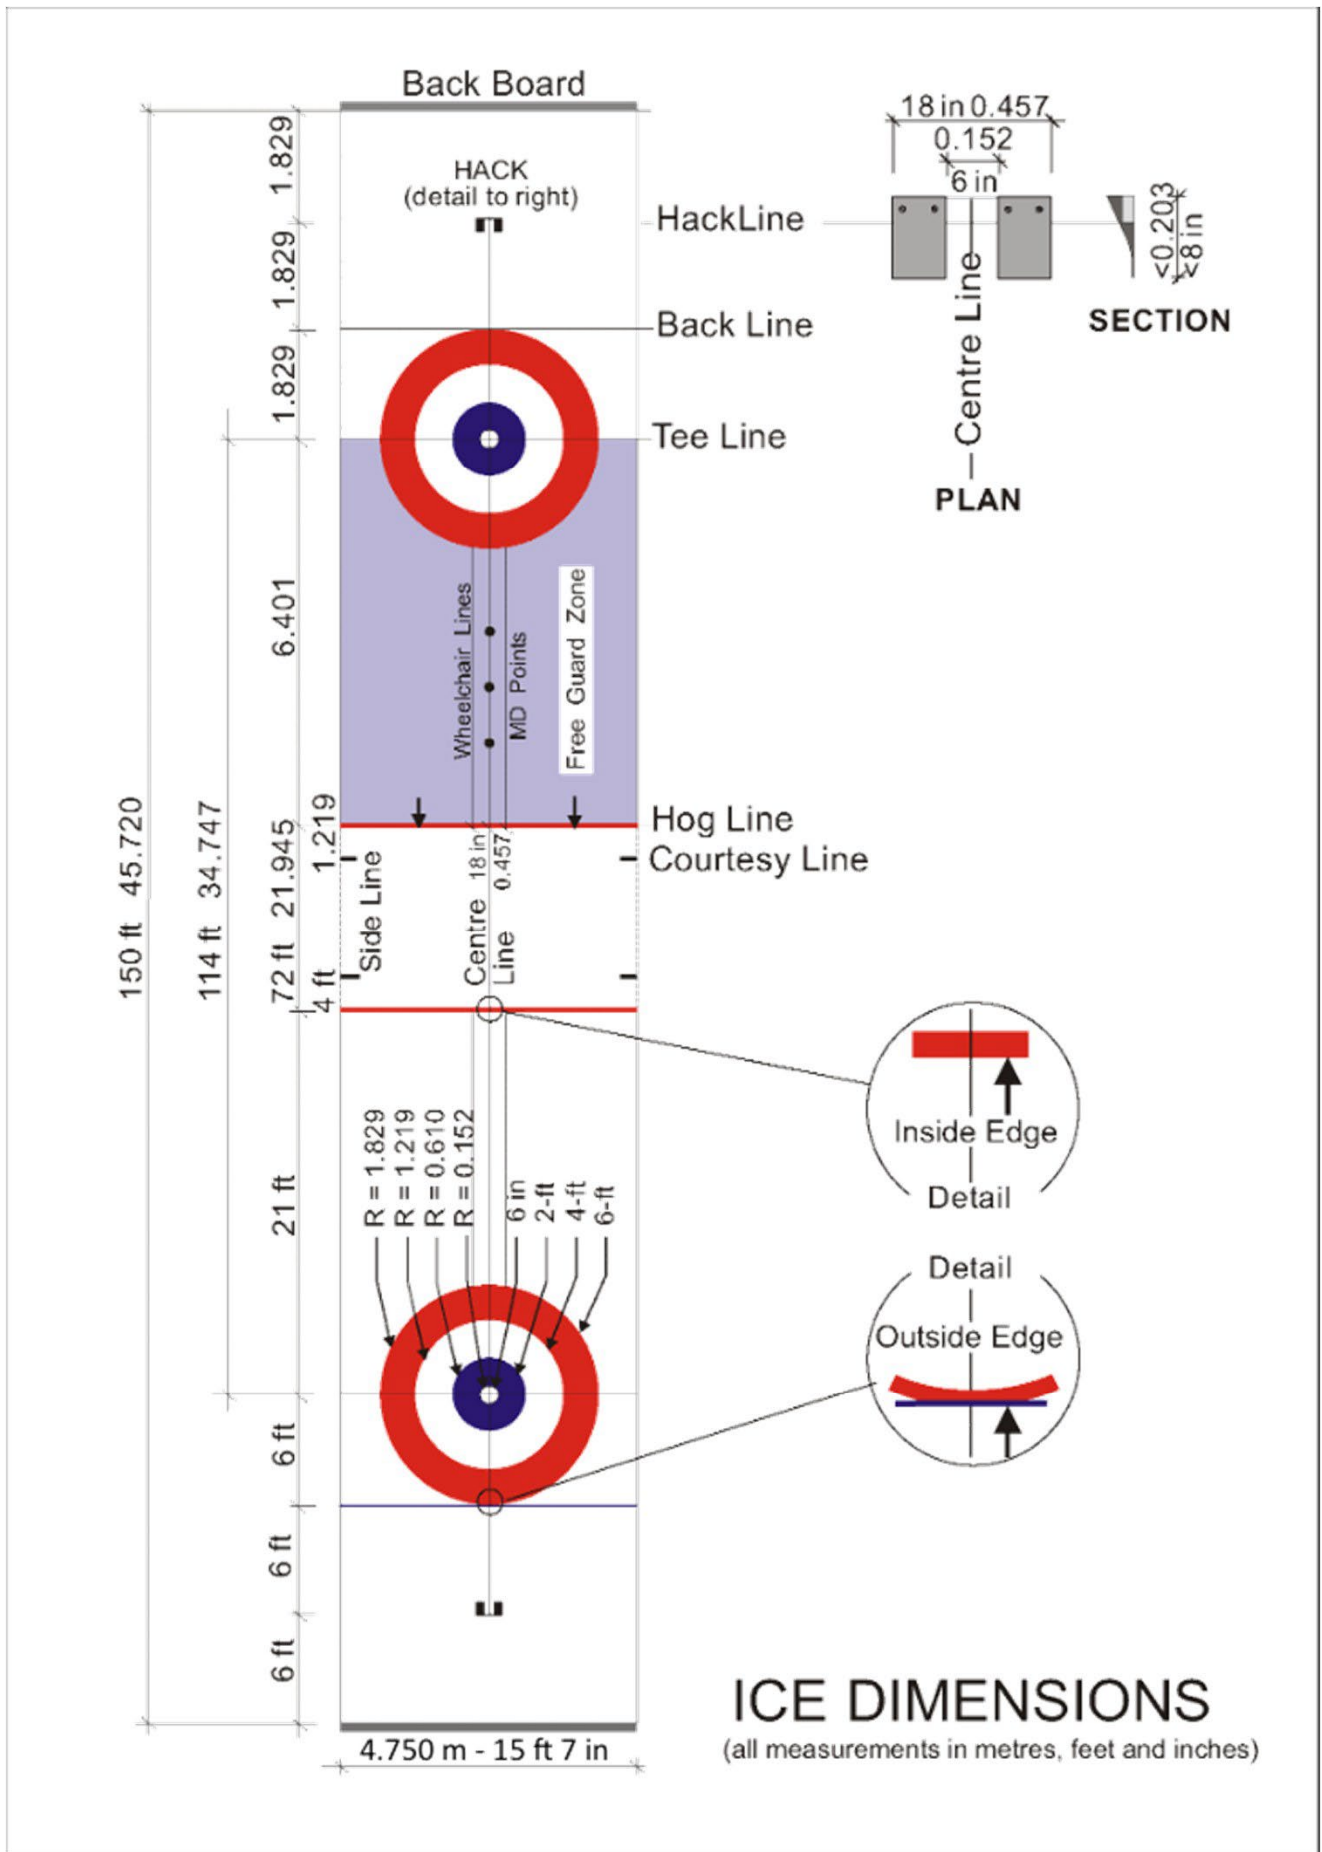 Back Board
18 in 0.457
0.152
6 in
1.829
HACK
(detail to right)
HackLine
<0.203
<8 in
1.829
Back Line
SECTION
Centre Line
1.829
Tee Line
PLAN
6.401
Wheelchair Lines
MD Points
Free Guard Zone
150 ft 45.720
114 ft 34.747
72 ft 21.945
4 ft
1.219
Hog Line
Courtesy Line
Side Line
18 in
0.457
Centre
Line
Inside Edge
Detail
21 ft
R = 1.829
R = 1.219
R = 0.610
R = 0.152
6 in
2-ft
4-ft
6-ft
Detail
Outside Edge
6 ft
6 ft
6 ft
ICE DIMENSIONS
(all measurements in metres, feet and inches)
4.750 m - 15 ft 7 in